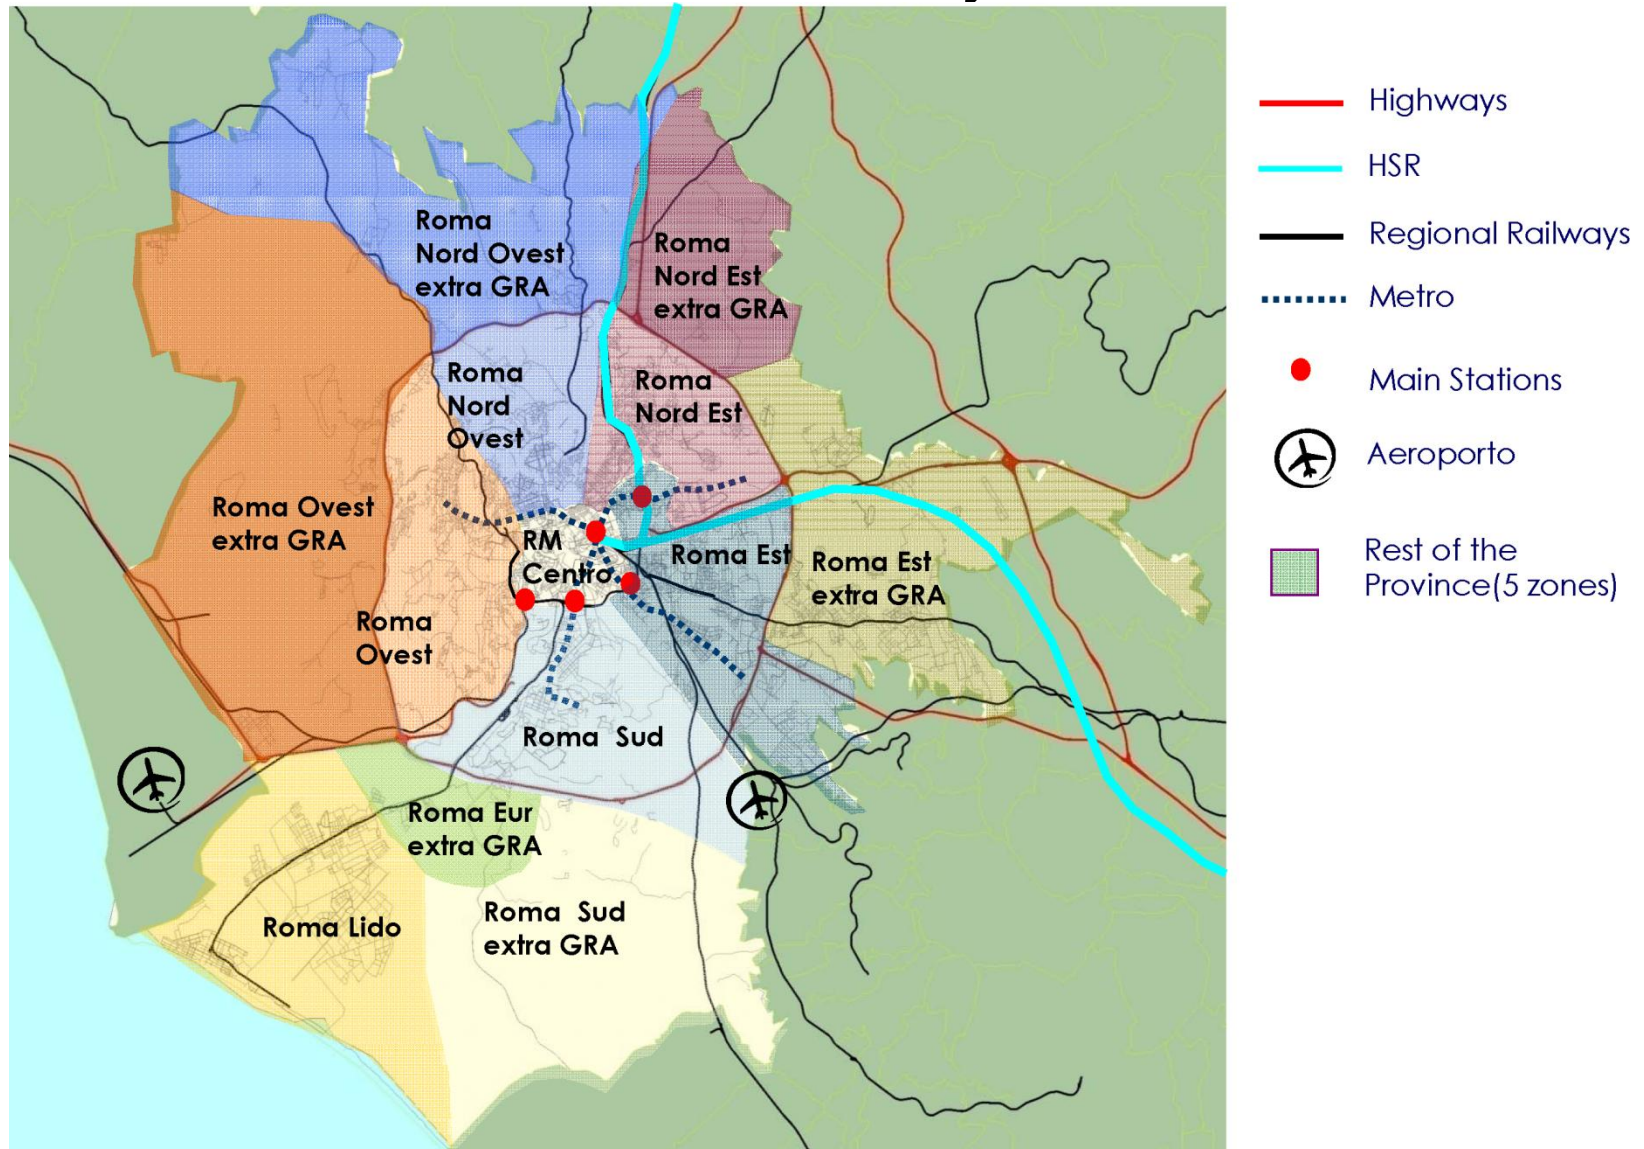 Roma
Nord Ovest
extra GRA
Roma
Nord Est
extra GRA
Roma
Nord
Ovest
Roma
Nord Est
Roma Ovest
extra GRA
RM
Centro
Roma Est
Roma Est
extra GRA
Roma
Ovest
Roma Sud
Roma Eur
extra GRA
Roma Lido
Roma Sud
extra GRA
Highways
HSR
Regional Railways
Metro
Main Stations
Aeroporto
Rest of the
Province(5 zones)